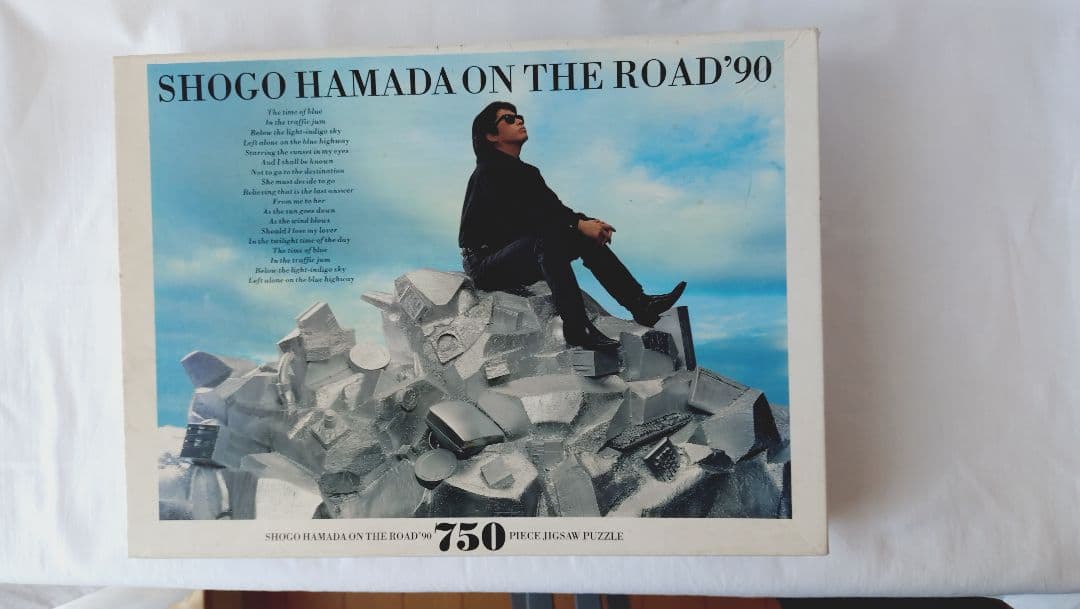 SHOGO HAMADA ON THE ROAD'90
The time of blue
In the traffic jam
Below the light-indigo sky
Left alone on the blue highway
Starring the sunset in my eyes
And I shall be known
Not to go to the destination
She must decide to go
Believing that is the last answer
From me to her
As the sun goes down
As the wind blows
Should I lose my lover
In the twilight time of the day
The time of blue
In the traffic jam
Below the light-indigo sky
Left alone on the blue highway
SHOGO HAMADA ON THE ROAD'90 750 PIECE JIGSAW PUZZLE